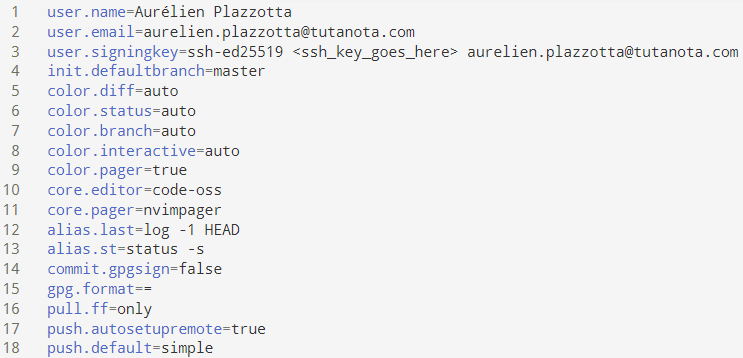 1 user.name=Aurélien Plazzotta
2 user.email=aurelien.plazzotta@tutanota.com
3 user.signingkey=ssh-ed25519 <ssh_key_goes_here> aurelien.plazzotta@tutanota.com
4 init.defaultbranch=master
5 color.diff=auto
6 color.status=auto
7 color.branch=auto
8 color.interactive=auto
9 color.pager=true
10 core.editor=code-oss
11 core.pager=nvimpager
12 alias.last=log -1 HEAD
13 alias.st=status -s
14 commit.gpgsign=false
15 gpg.format==
16 pull.ff=only
17 push.autosetupremote=true
18 push.default=simple